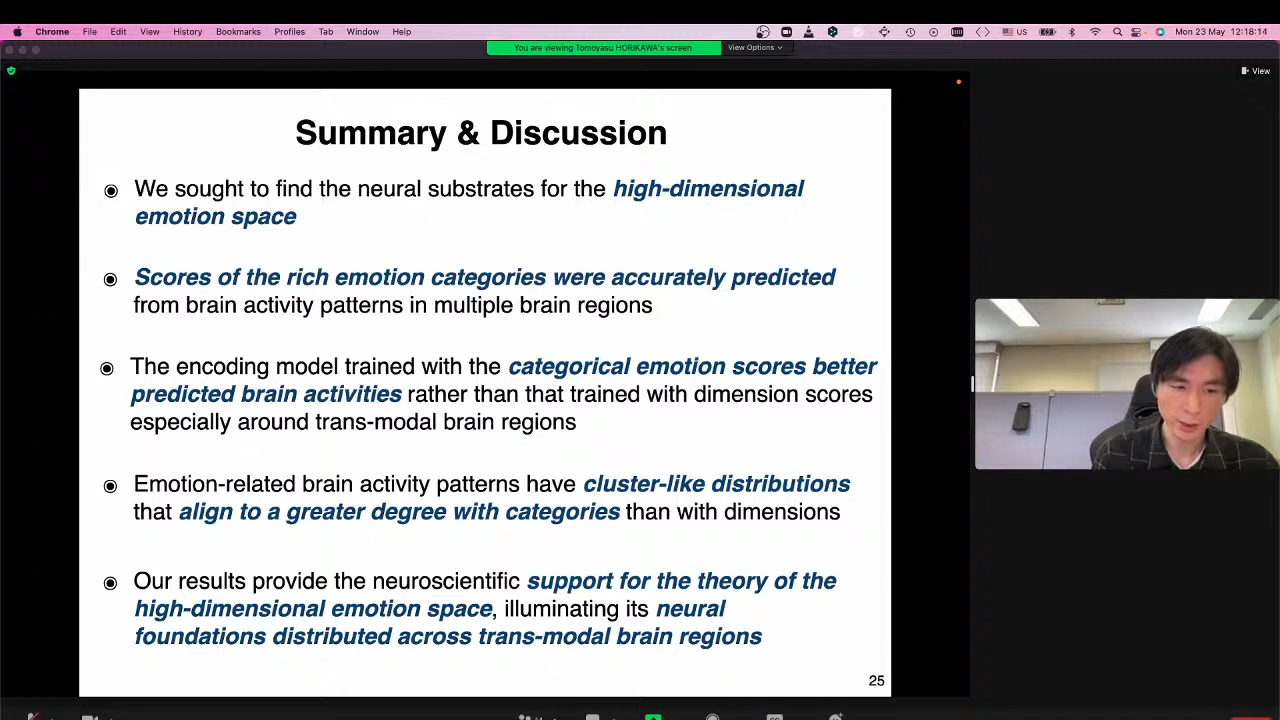 Chrome File Edit View History Bookmarks Profiles Tab Window Help US Mon 23 May 12:18:14
You are viewing Tomoyasu HORIKAWA's screen View Options
View
Summary & Discussion
We sought to find the neural substrates for the high-dimensional
emotion space
Scores of the rich emotion categories were accurately predicted
from brain activity patterns in multiple brain regions
The encoding model trained with the categorical emotion scores better
predicted brain activities rather than that trained with dimension scores
especially around trans-modal brain regions
Emotion-related brain activity patterns have cluster-like distributions
that align to a greater degree with categories than with dimensions
Our results provide the neuroscientific support for the theory of the
high-dimensional emotion space, illuminating its neural
foundations distributed across trans-modal brain regions
25